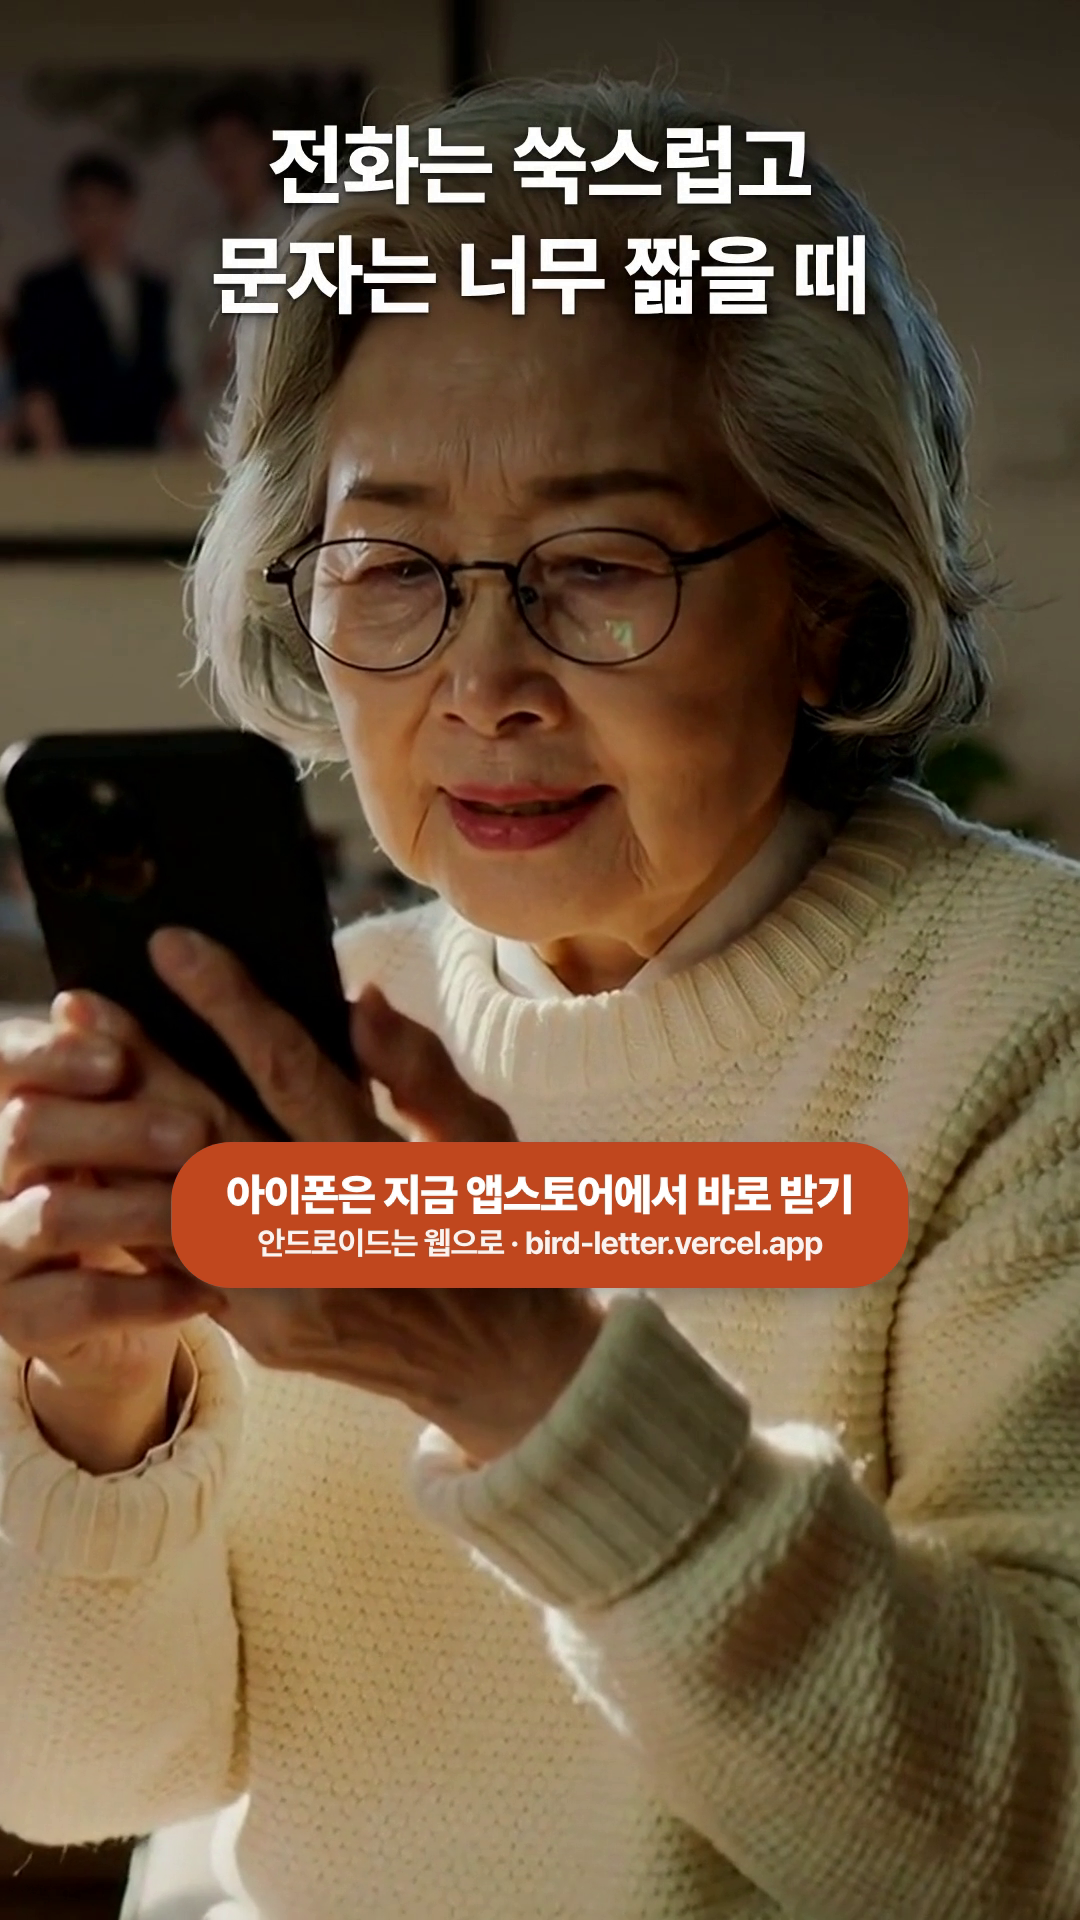 전화는 쑥스럽고
문자는 너무 짧을 때
아이폰은 지금 앱스토어에서 바로 받기
안드로이드는 웹으로 · bird-letter.vercel.app